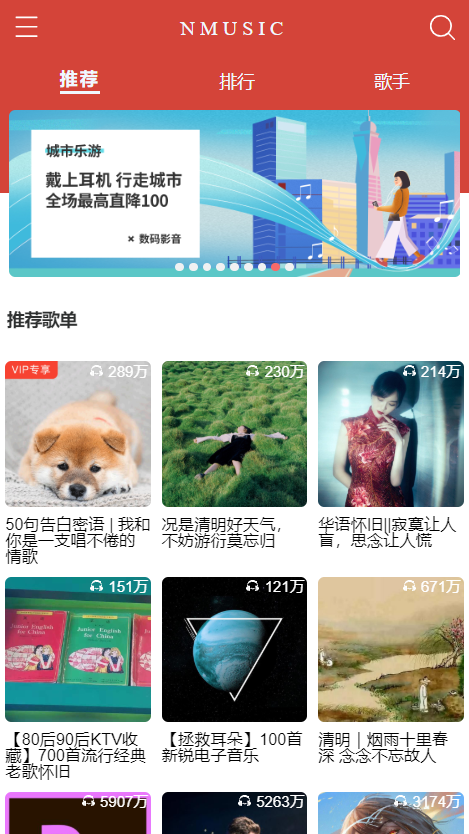 NMUSIC
推荐
排行
歌手
城市乐游
戴上耳机 行走城市
全场最高直降100
× 数码影音
推荐歌单
VIP专享
289万
230万
214万
50句告白密语 | 我和
你是一支唱不倦的
情歌
况是清明好天气，
不妨游衍莫忘归
华语怀旧||寂寞让人
盲，思念让人慌
151万
121万
671万
Junior English
for China
Junior English
for China
【80后90后KTV收
藏】700首流行经典
老歌怀旧
【拯救耳朵】100首
新锐电子音乐
清明 | 烟雨十里春
深 念念不忘故人
5907万
5263万
3174万